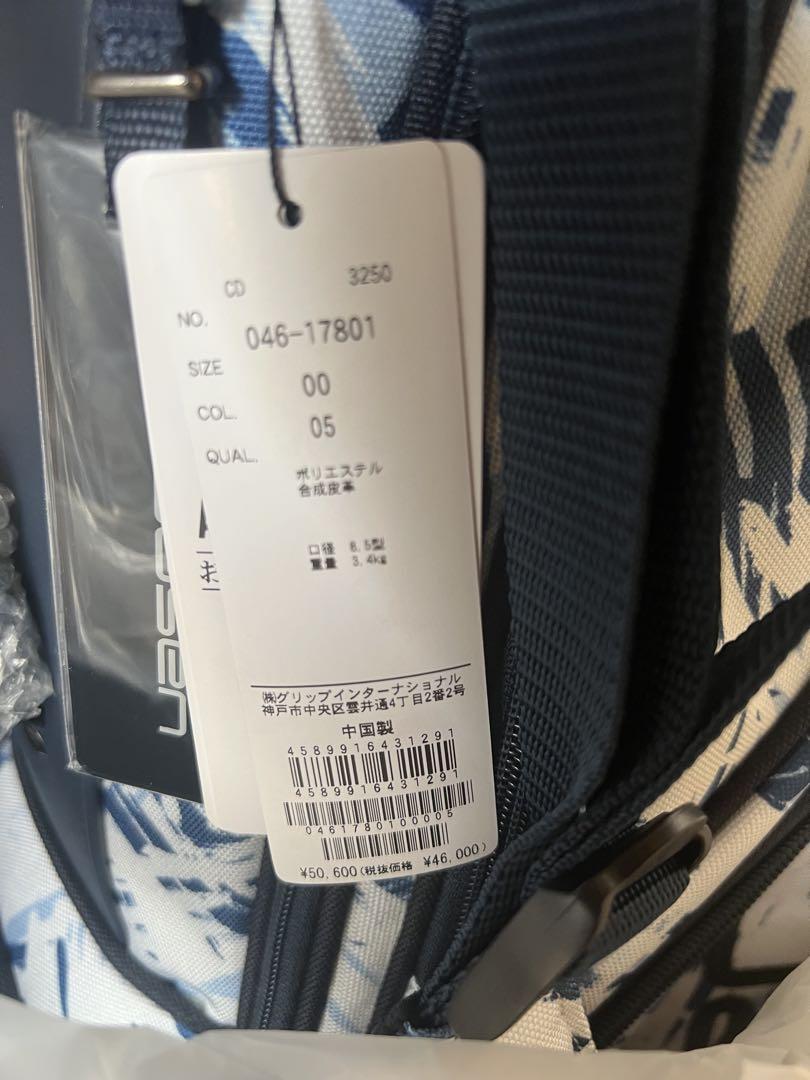 CD 3250
NO. 046-17801
SIZE 00
COL. 05
QUAL.
ポリエステル
合成皮革
口径 8.5型
重量 3.4kg
㈱グリップインターナショナル
神戸市中央区雲井通4丁目2番2号
中国製
4589916431291
4589916431291
0461780100005
¥50,600(税抜価格 ¥46,000)